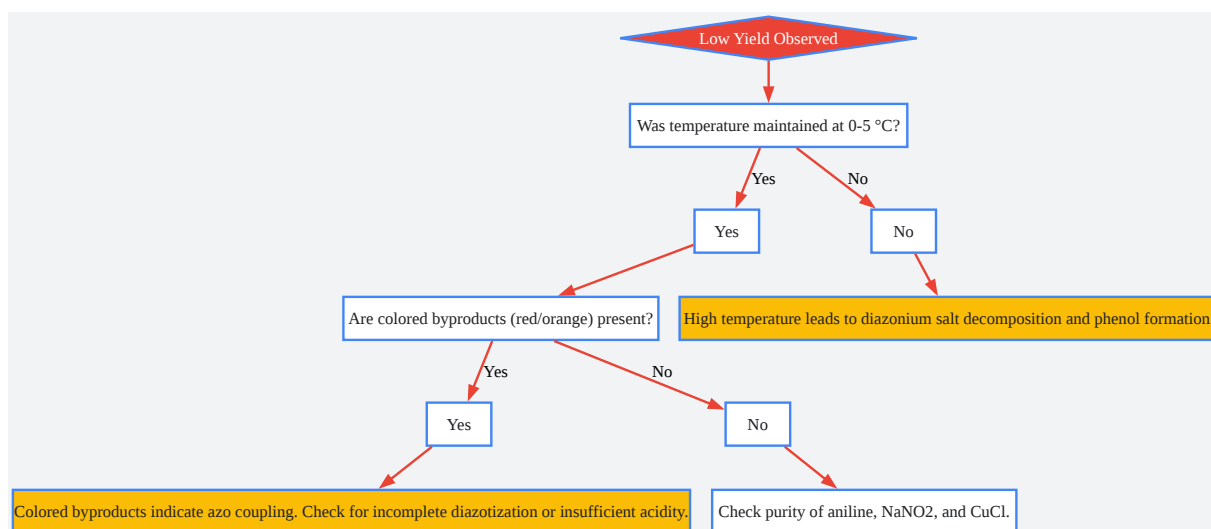 Low Yield Observed
Was temperature maintained at 0-5 °C?
Yes
No
Yes
No
Are colored byproducts (red/orange) present?
High temperature leads to diazonium salt decomposition and phenol formation
Yes
No
Yes
No
Colored byproducts indicate azo coupling. Check for incomplete diazotization or insufficient acidity.
Check purity of aniline, NaNO2, and CuCl.